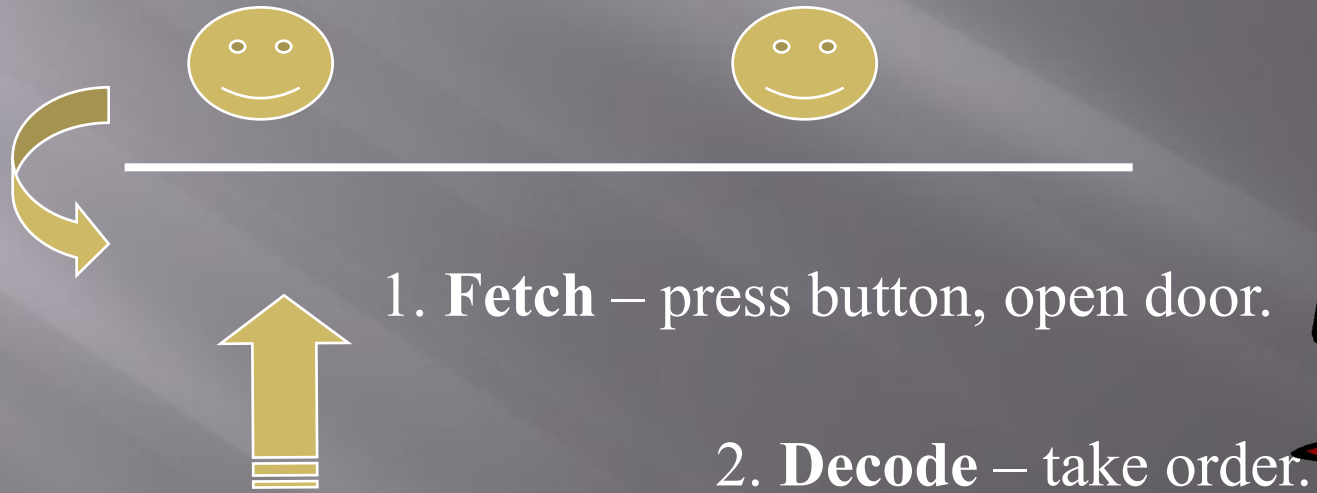 1. Fetch – press button, open door.
2. Decode – take order.